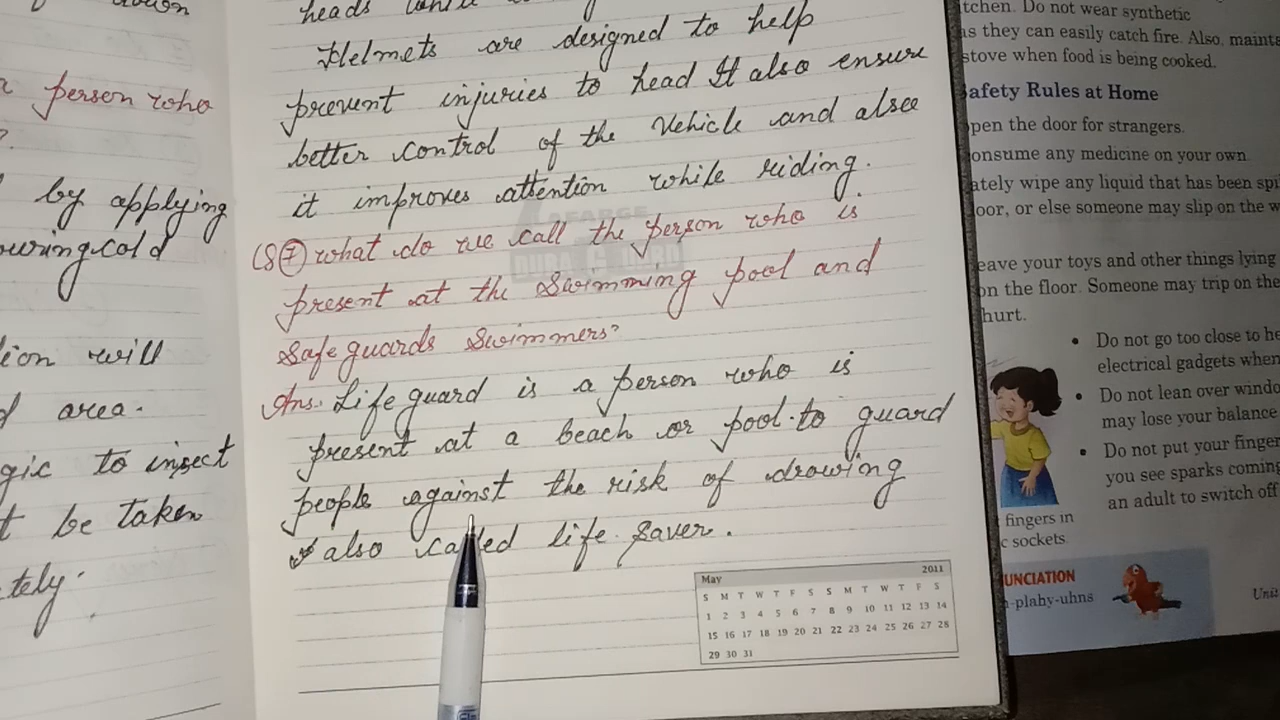 person who
by applying
cold
will
area.
to insect
be taken
tely.
heads
Helmets are designed to help
prevent injuries to head It also ensure
better control of the Vehicle and also
it improves attention while riding.
Q 7 what do we call the person who is
present at the Swimming pool and
Safe guards Swimmers?
Ans. Life guard is a person who is
present at a beach or pool to guard
people against the risk of drowing
also called life saver.
May 2011
S M T W T F S S M T W T F S
1 2 3 4 5 6 7 8 9 10 11 12 13 14
15 16 17 18 19 20 21 22 23 24 25 26 27 28
29 30 31
tchen. Do not wear synthetic
as they can easily catch fire. Also, mainta
stove when food is being cooked.
Safety Rules at Home
pen the door for strangers.
onsume any medicine on your own
ately wipe any liquid that has been spi
loor, or else someone may slip on the w
eave your toys and other things lying
on the floor. Someone may trip on the
hurt.
• Do not go too close to he
electrical gadgets when
• Do not lean over windo
may lose your balance
• Do not put your finger
you see sparks coming
an adult to switch off
t fingers in
c sockets
UNCIATION
-plahy-uhns
Unit